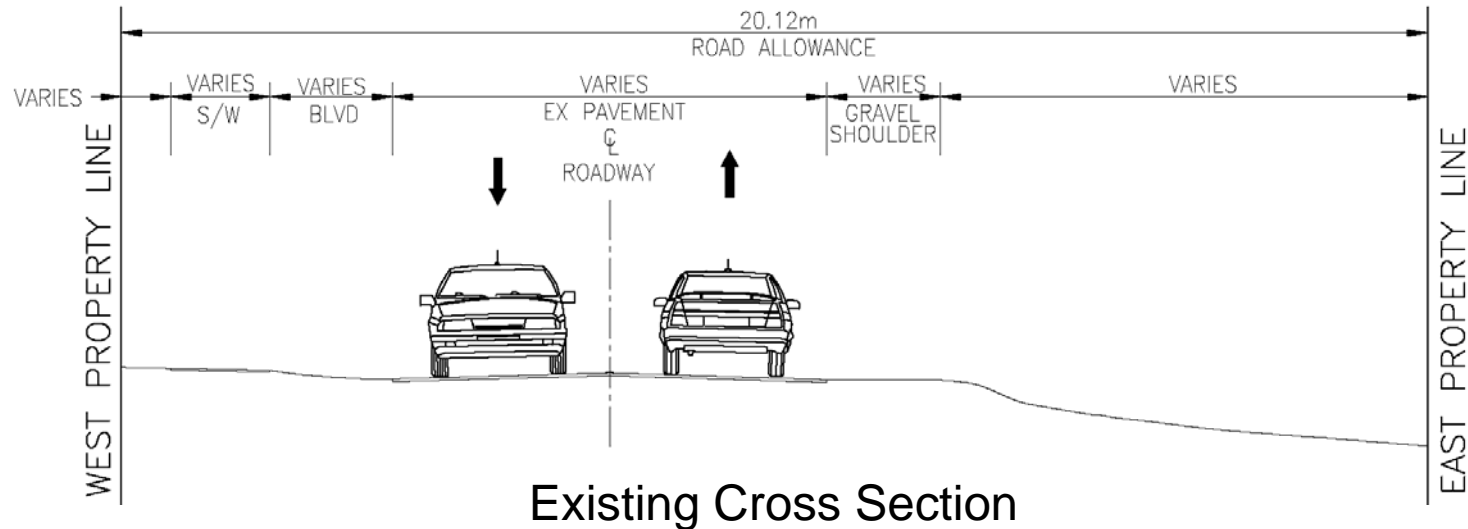 20.12m
ROAD ALLOWANCE
VARIES
VARIES
S/W
VARIES
BLVD
VARIES
EX PAVEMENT
℄
ROADWAY
VARIES
GRAVEL
SHOULDER
VARIES
WEST PROPERTY LINE
EAST PROPERTY LINE
Existing Cross Section